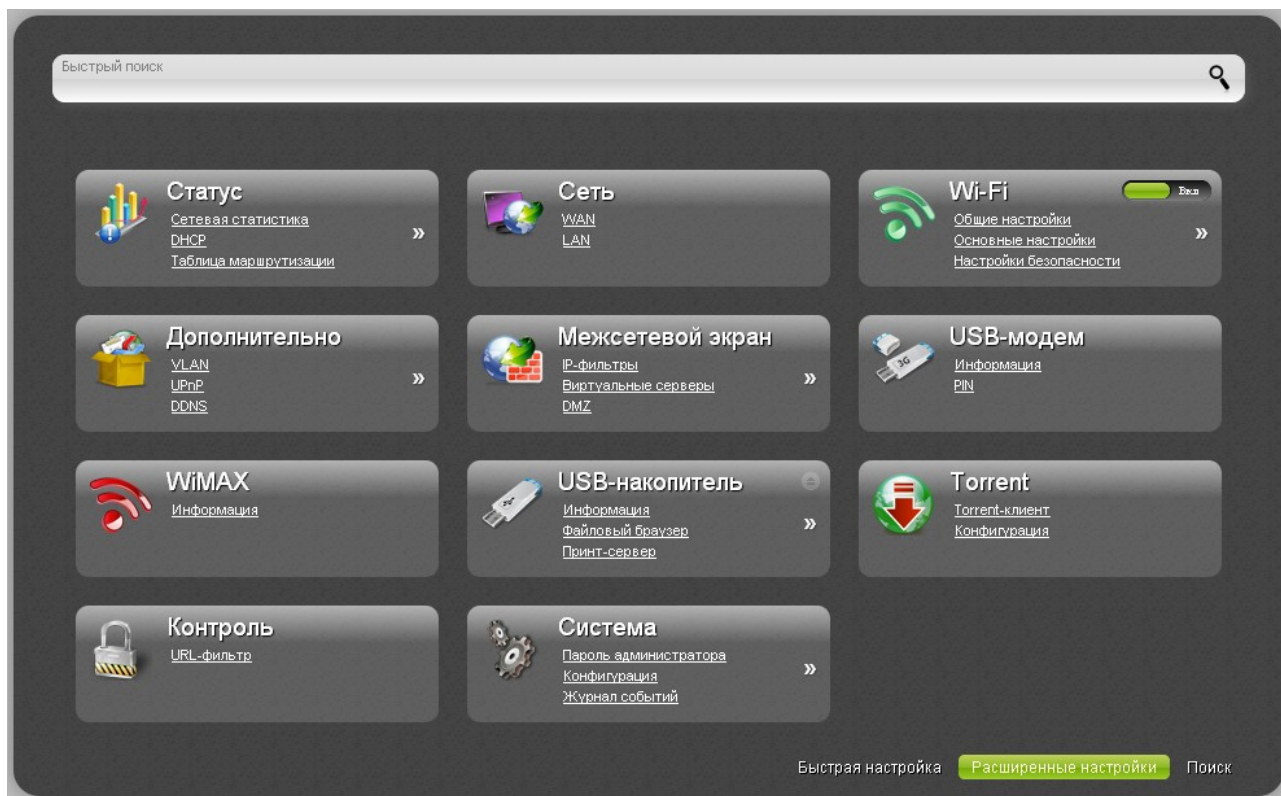 Быстрый поиск
Статус
Сетевая статистика
DHCP
Таблица маршрутизации
»
Сеть
WAN
LAN
Wi-Fi
Вкл
Общие настройки
Основные настройки
Настройки безопасности
»
Дополнительно
VLAN
UPnP
DDNS
»
Межсетевой экран
IP-фильтры
Виртуальные серверы
DMZ
»
USB-модем
3G
Информация
PIN
WiMAX
Информация
USB-накопитель
Информация
Файловый браузер
Принт-сервер
»
Torrent
Torrent-клиент
Конфигурация
Контроль
URL-фильтр
Система
Пароль администратора
Конфигурация
Журнал событий
»
Быстрая настройка Расширенные настройки Поиск